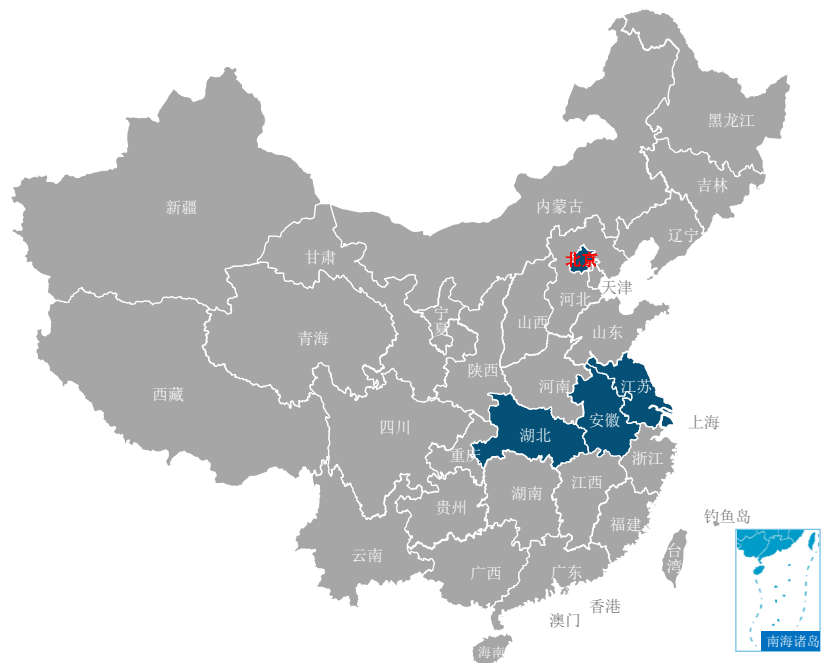 黑龙江
吉林
新疆
内蒙古
辽宁
甘肃
北京
天津
河北
宁
夏
山西
山东
青海
陕西
河南
江苏
西藏
安徽
上海
四川
湖北
重庆
浙江
江西
湖南
贵州
钓鱼岛
福建
云南
台
湾
广西
广东
香港
澳门
南海诸岛
海南